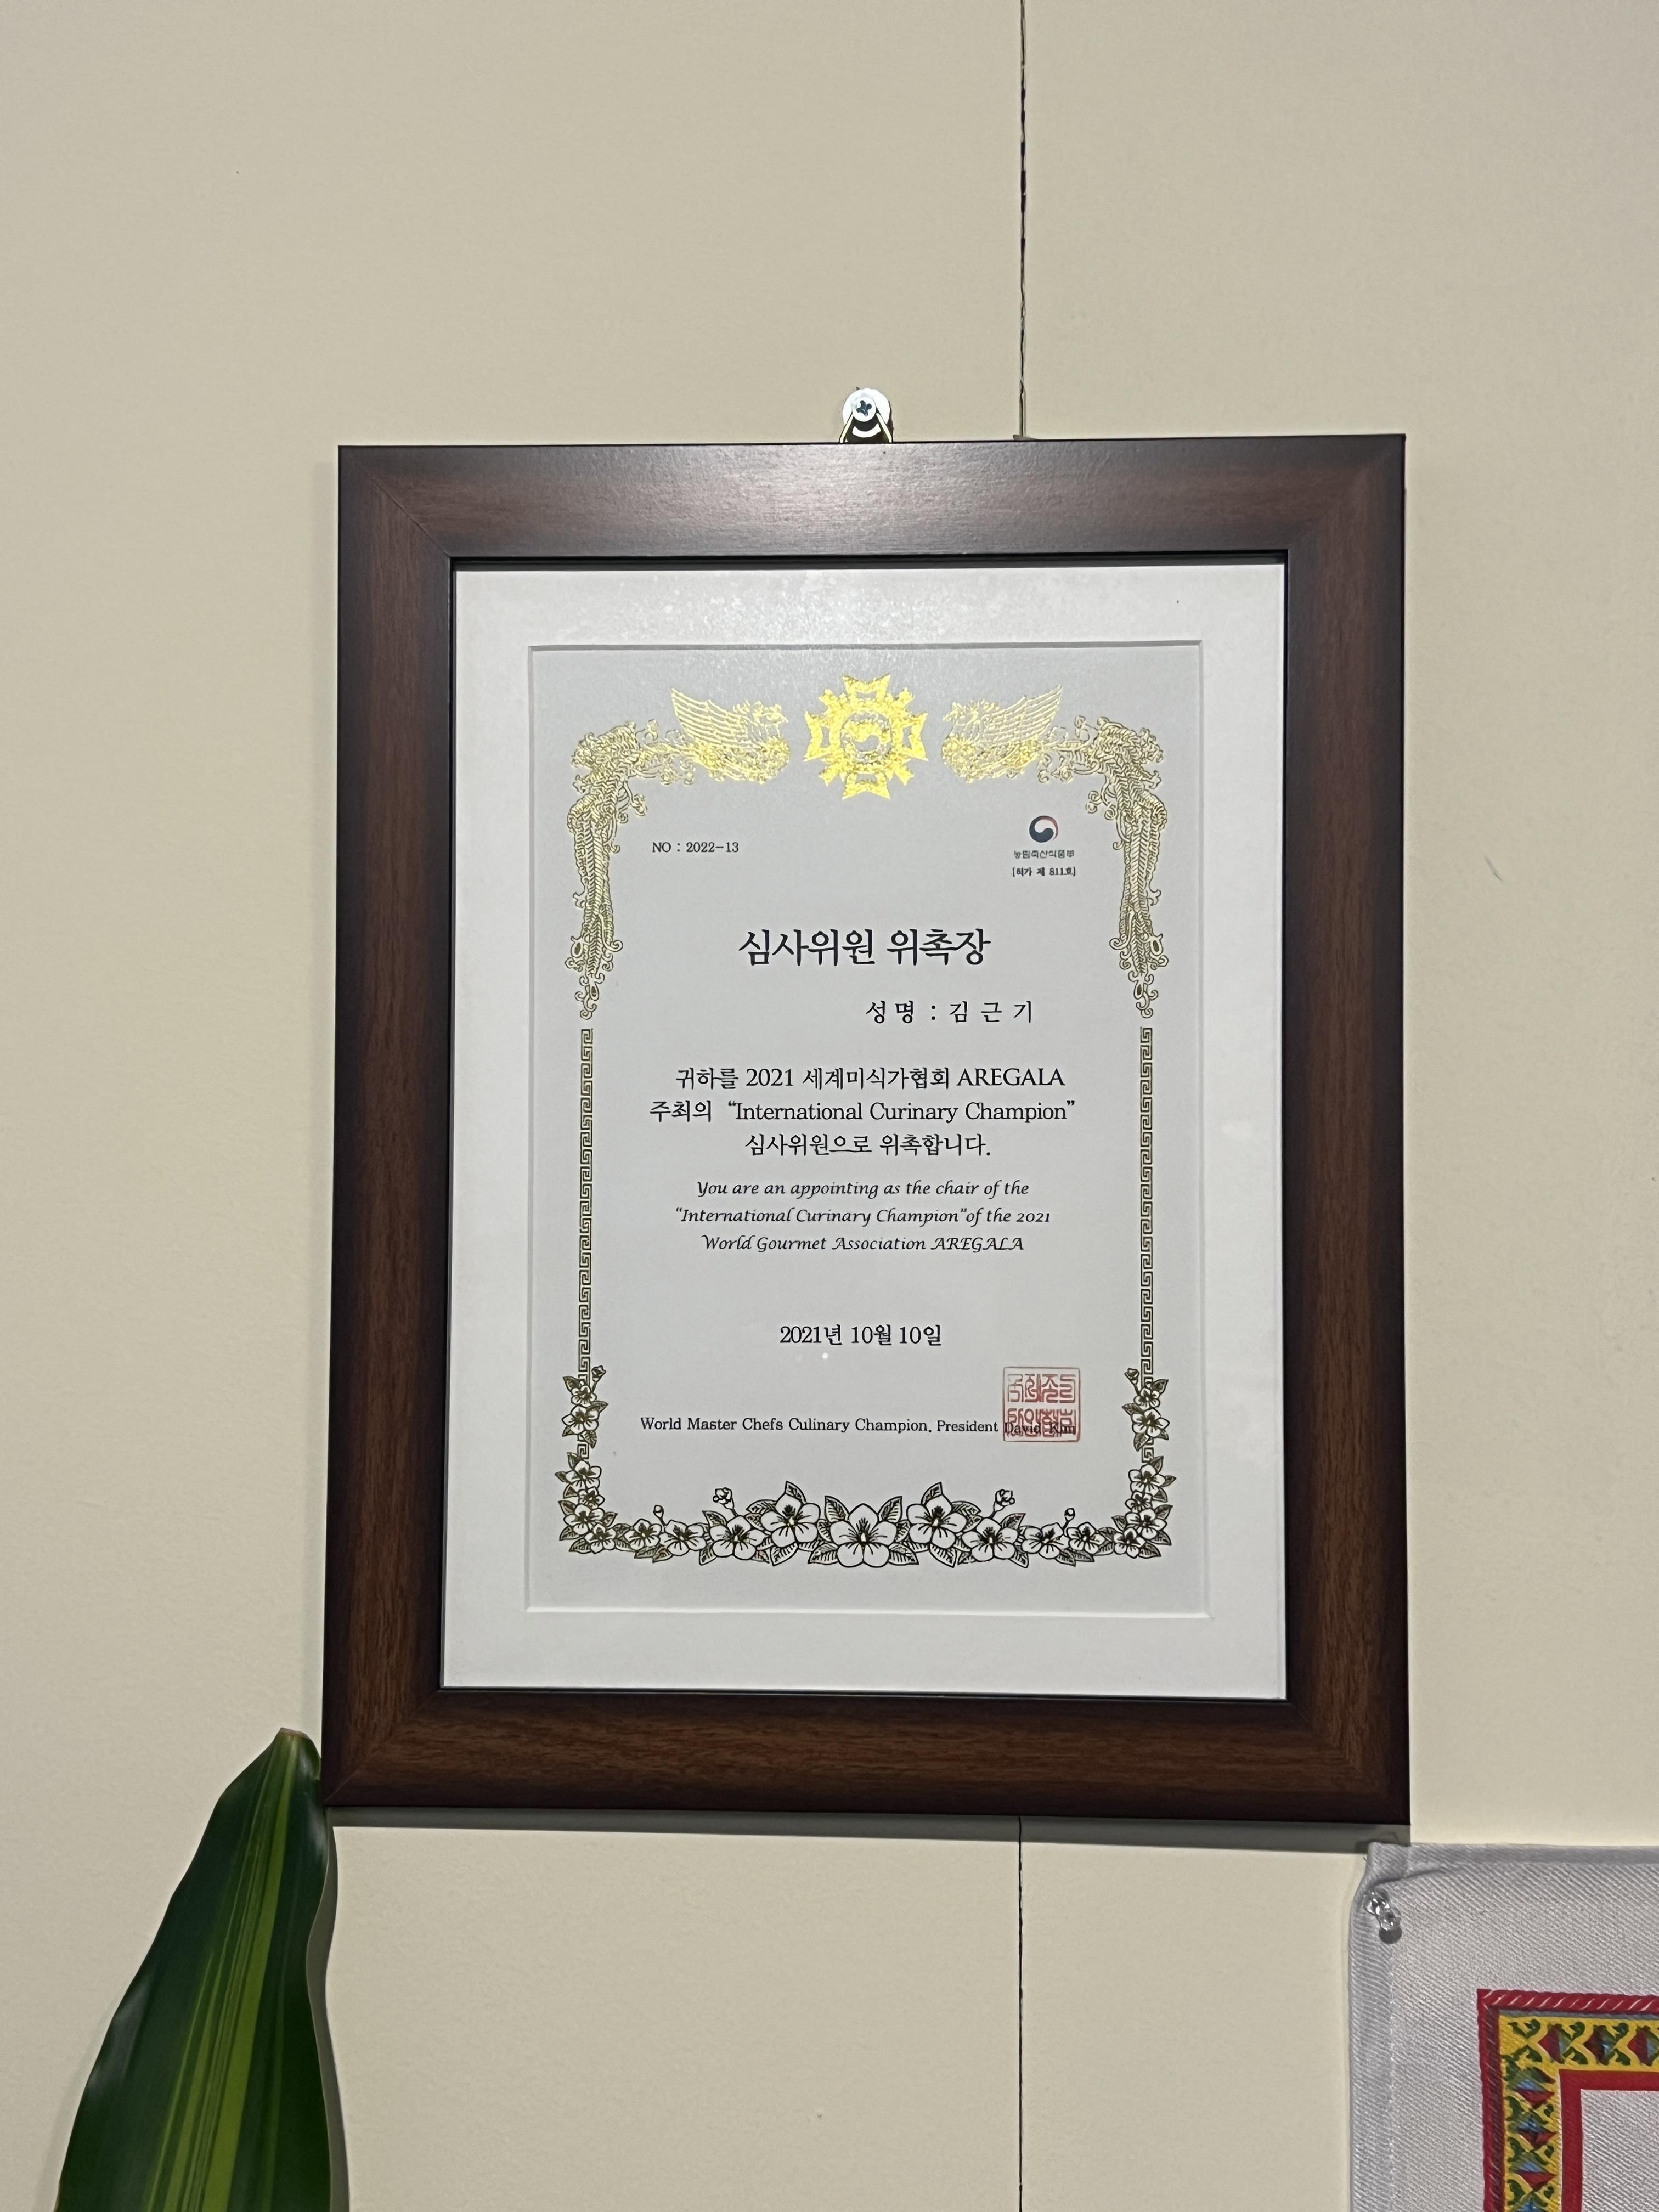 NO : 2022-13
농림축산식품부
[허가 제 811호]
심사위원 위촉장
성 명 : 김 근 기
귀하를 2021 세계미식가협회 AREGALA
주최의 “International Curinary Champion”
심사위원으로 위촉합니다.
You are an appointing as the chair of the
"International Curinary Champion"of the 2021
World Gourmet Association AREGALA
2021년 10월 10일
World Master Chefs Culinary Champion. President David Kim